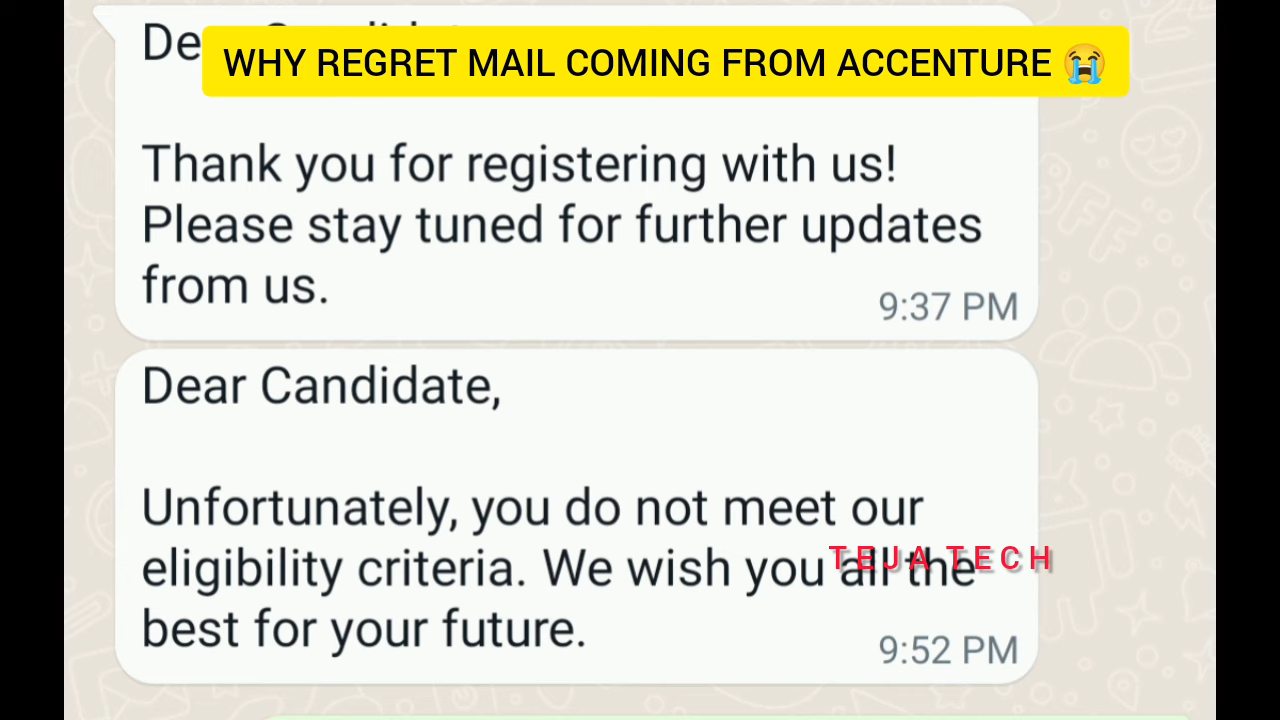 De
WHY REGRET MAIL COMING FROM ACCENTURE 😭
Thank you for registering with us!
Please stay tuned for further updates
from us.
9:37 PM
Dear Candidate,
Unfortunately, you do not meet our
eligibility criteria. We wish you all the
TEJA TECH
best for your future.
9:52 PM